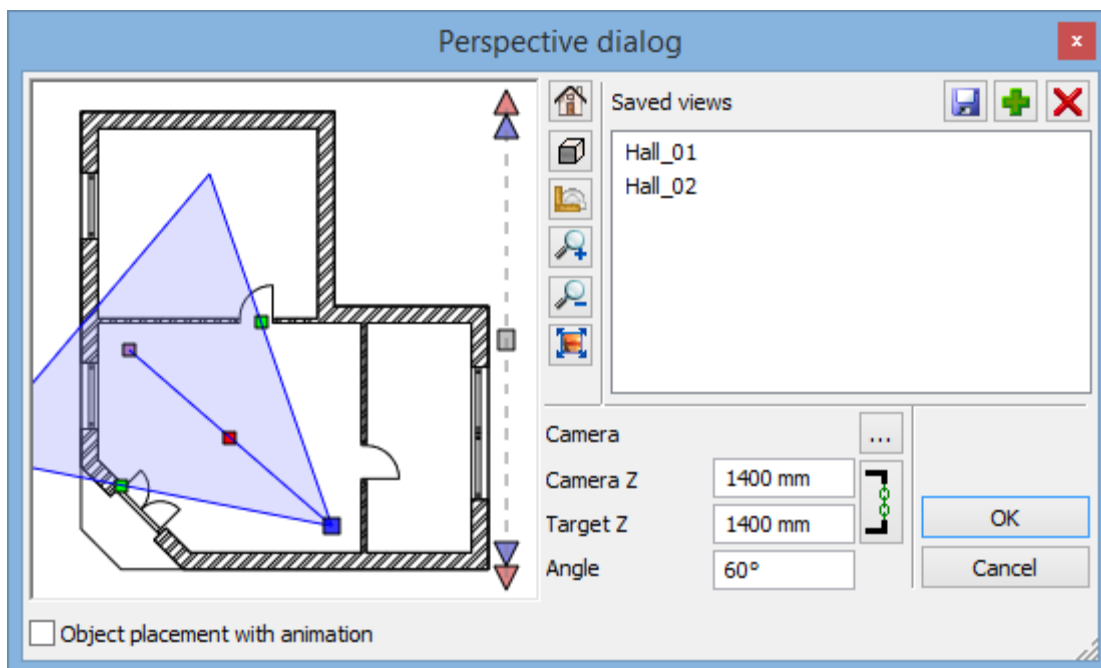 Perspective dialog
x
Saved views
Hall_01
Hall_02
Camera
...
Camera Z
1400 mm
Target Z
1400 mm
Angle
60°
OK
Cancel
Object placement with animation